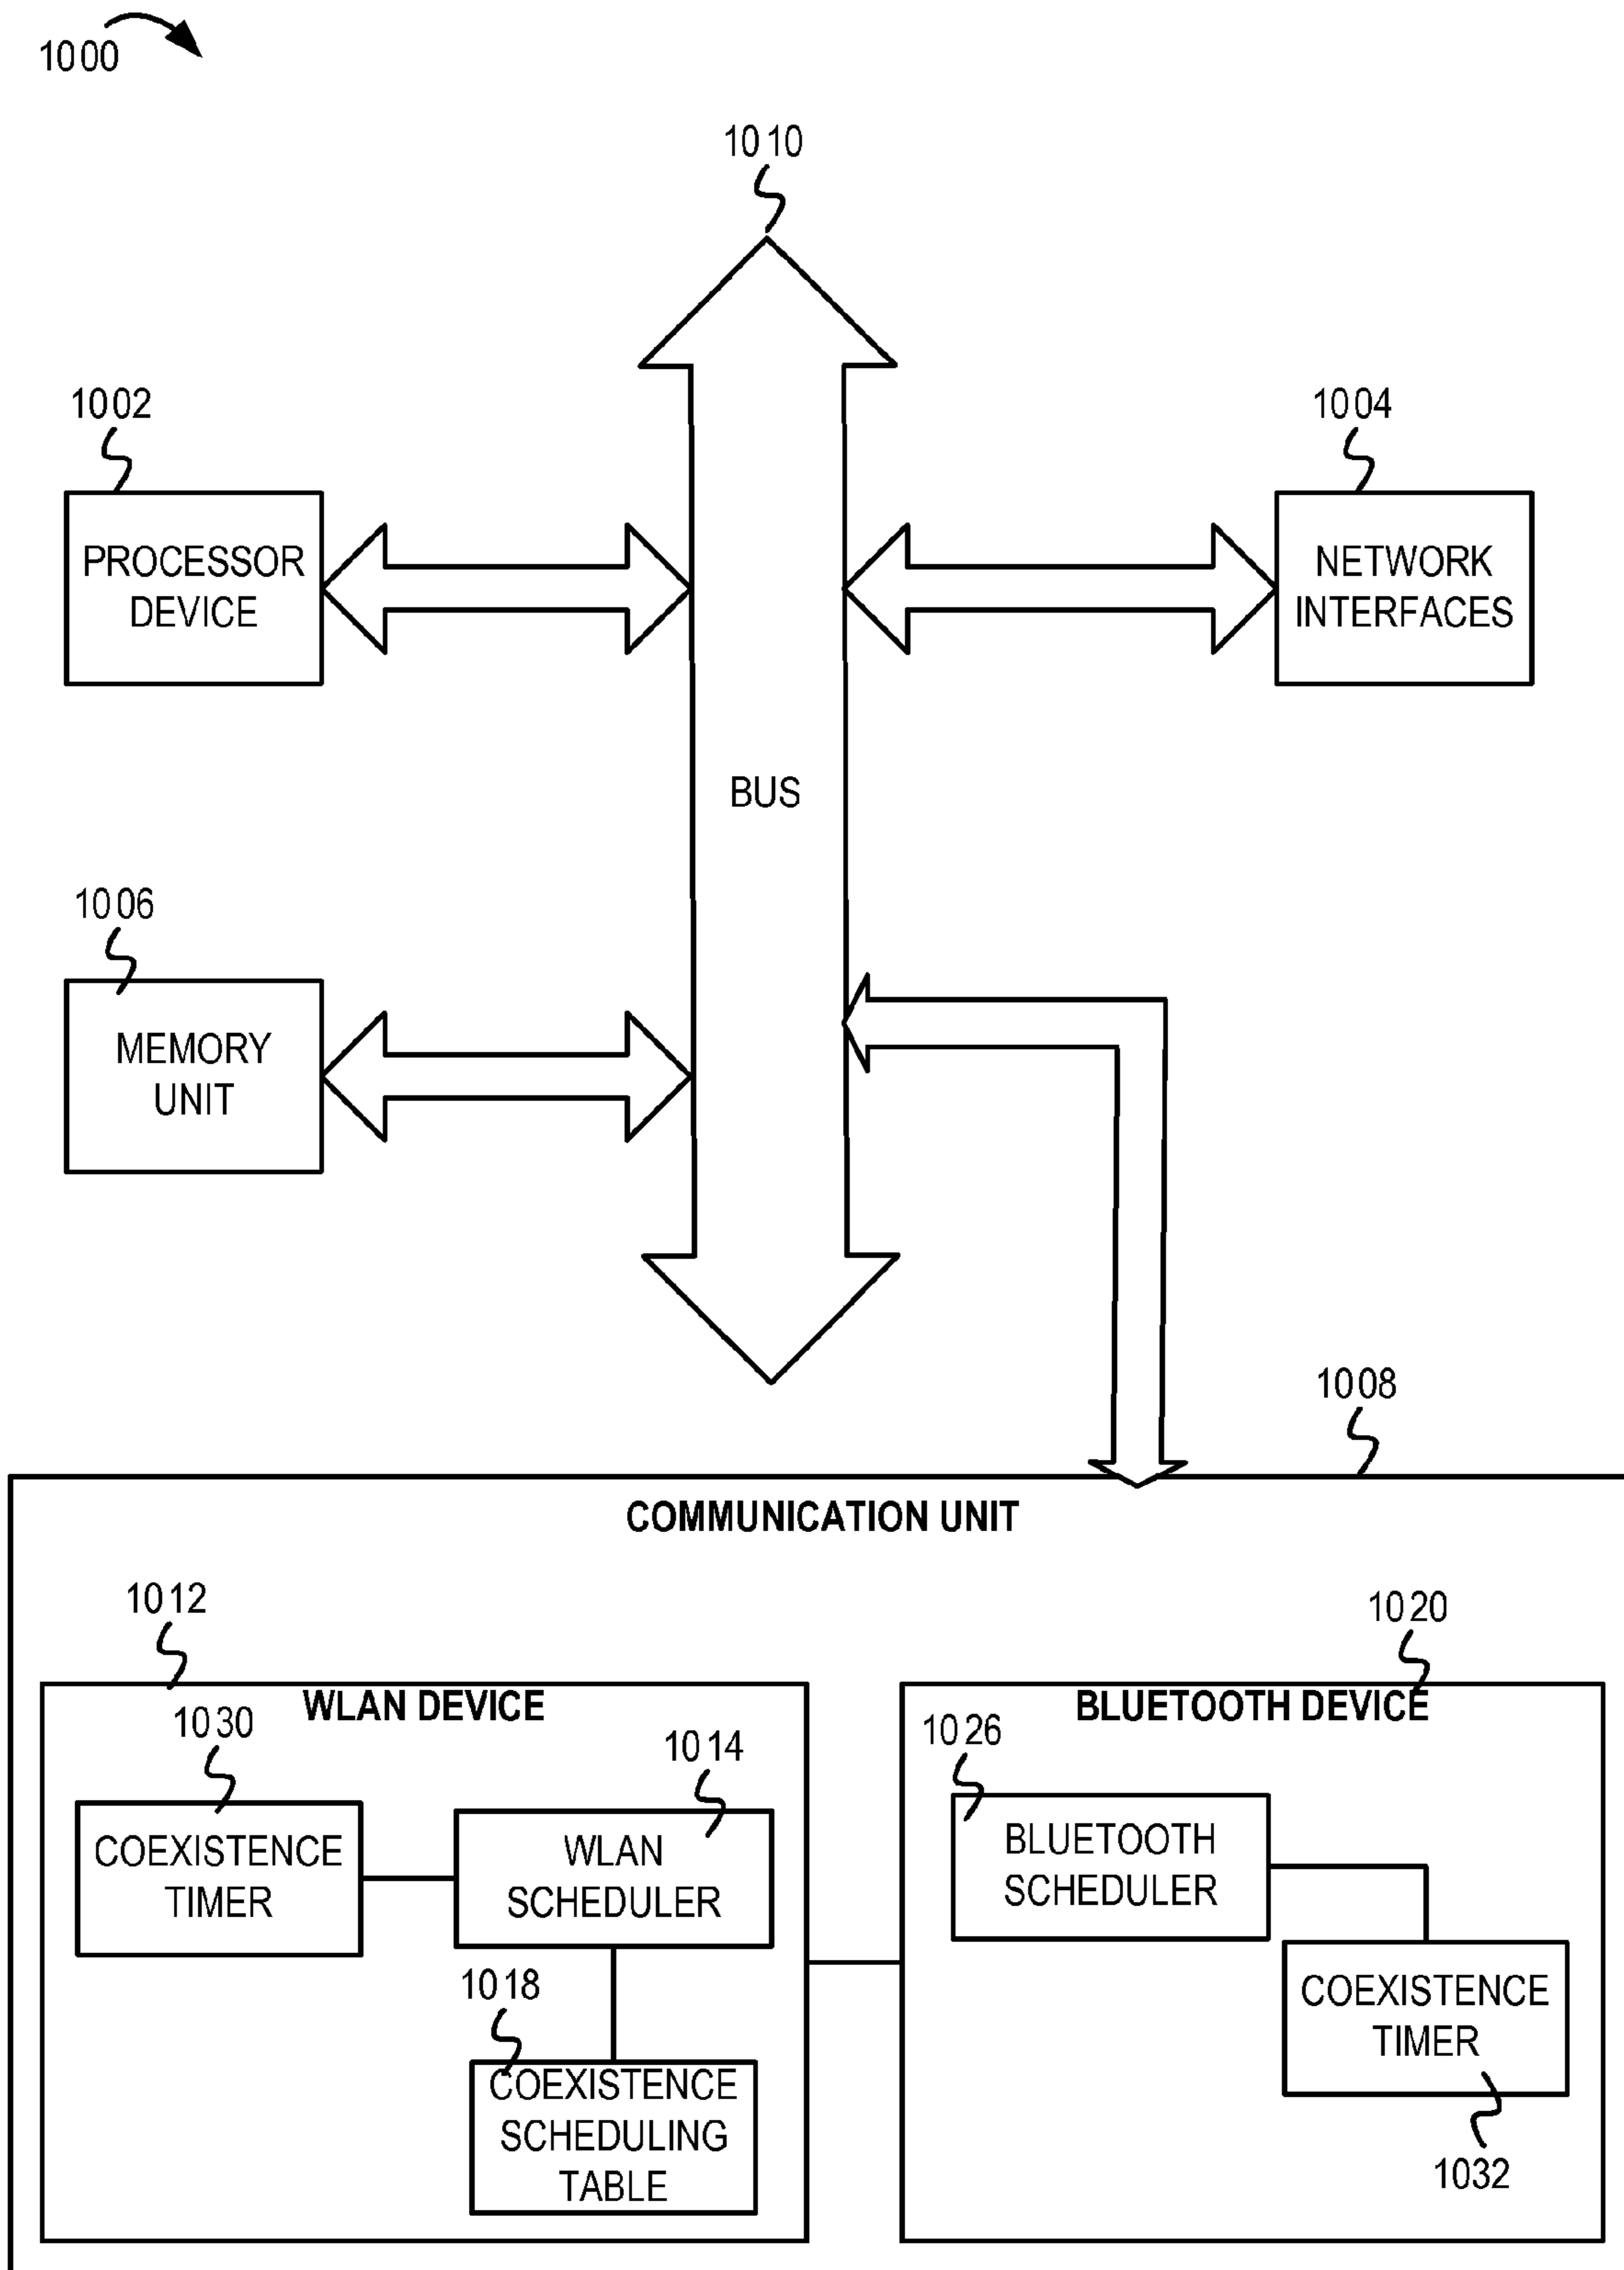 1000
1010
1002
1004
PROCESSOR
DEVICE
NETWORK
INTERFACES
BUS
1006
MEMORY
UNIT
1008
COMMUNICATION UNIT
1012
1020
WLAN DEVICE
BLUETOOTH DEVICE
1030
1014
1026
COEXISTENCE
TIMER
WLAN
SCHEDULER
BLUETOOTH
SCHEDULER
1018
COEXISTENCE
SCHEDULING
TABLE
COEXISTENCE
TIMER
1032